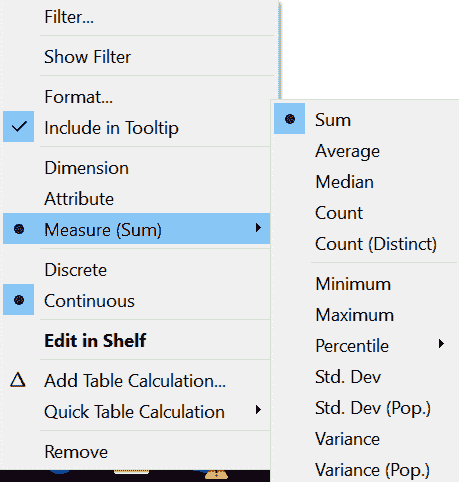 Filter...
Show Filter
Format...
Include in Tooltip
Dimension
Attribute
Measure (Sum)
Discrete
Continuous
Edit in Shelf
Add Table Calculation...
Quick Table Calculation
Remove
Sum
Average
Median
Count
Count (Distinct)
Minimum
Maximum
Percentile
Std. Dev
Std. Dev (Pop.)
Variance
Variance (Pop.)